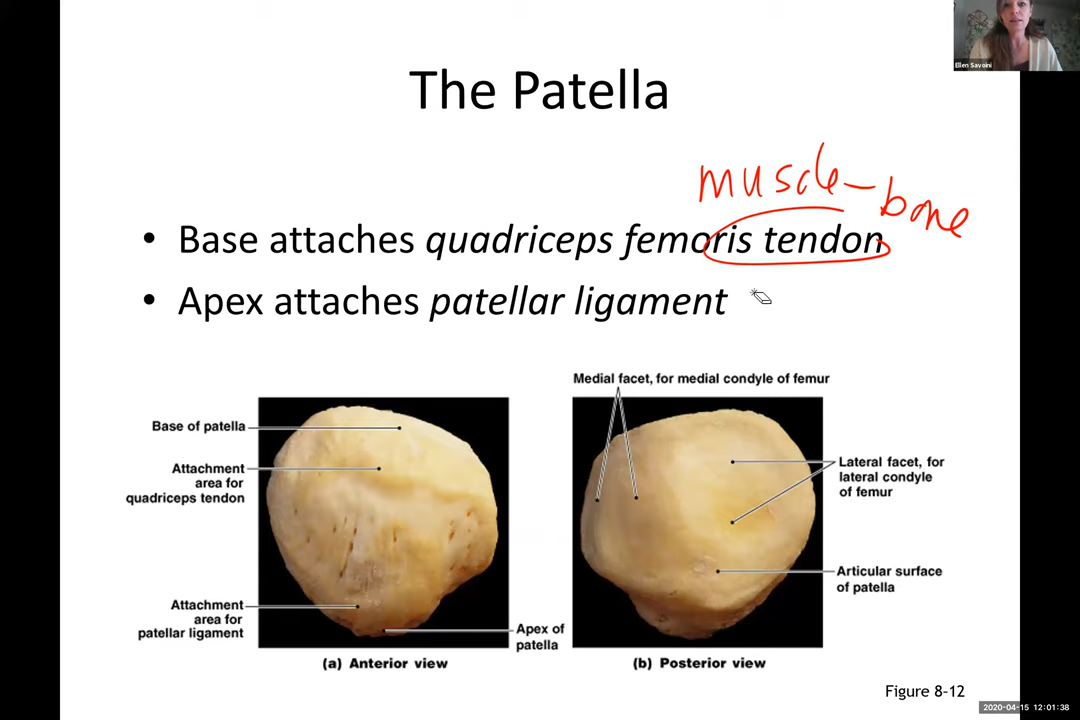 Ellen Savoini
The Patella
muscle - bone
• Base attaches quadriceps femoris tendon
• Apex attaches patellar ligament
Medial facet, for medial condyle of femur
Base of patella
Attachment
area for
quadriceps tendon
Attachment
area for
patellar ligament
Apex of
patella
(a) Anterior view
Lateral facet, for
lateral condyle
of femur
Articular surface
of patella
(b) Posterior view
Figure 8-12
2020-04-15 12:01:38